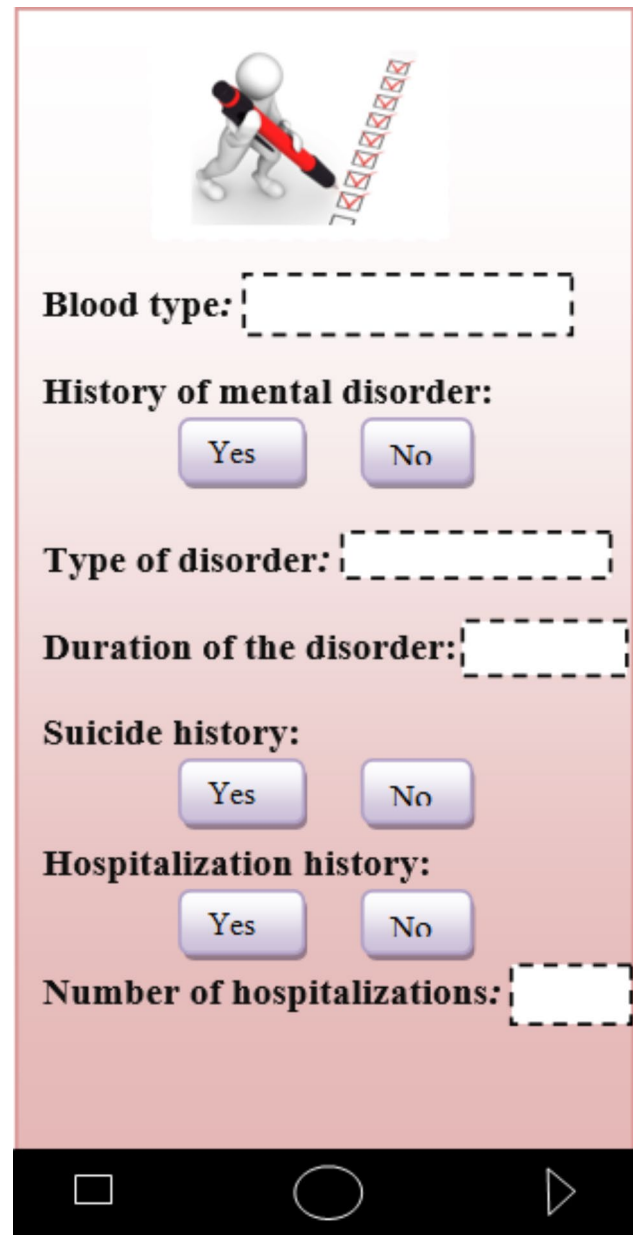 Blood type:
History of mental disorder:
Yes No
Type of disorder:
Duration of the disorder:
Suicide history:
Yes No
Hospitalization history:
Yes No
Number of hospitalizations: